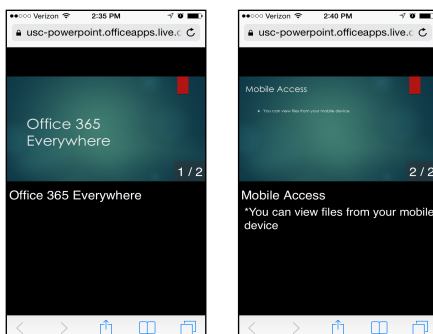 ●●○○○ Verizon 2:35 PM
usc-powerpoint.officeapps.live.c
Office 365
Everywhere
1 / 2
Office 365 Everywhere
●●○○○ Verizon 2:40 PM
usc-powerpoint.officeapps.live.c
Mobile Access
You can view files from your mobile device
2 / 2
Mobile Access
*You can view files from your mobile
device